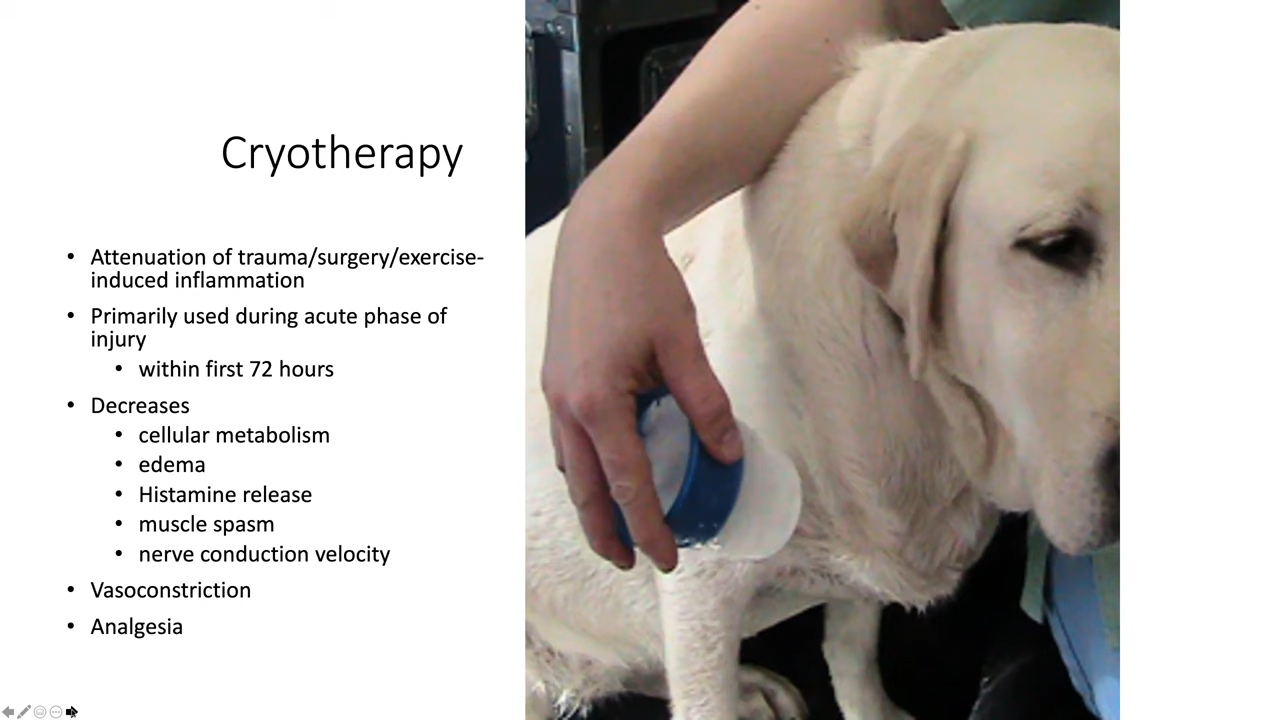 Cryotherapy
• Attenuation of trauma/surgery/exercise-
induced inflammation
• Primarily used during acute phase of
injury
• within first 72 hours
• Decreases
• cellular metabolism
• edema
• Histamine release
• muscle spasm
• nerve conduction velocity
• Vasoconstriction
• Analgesia